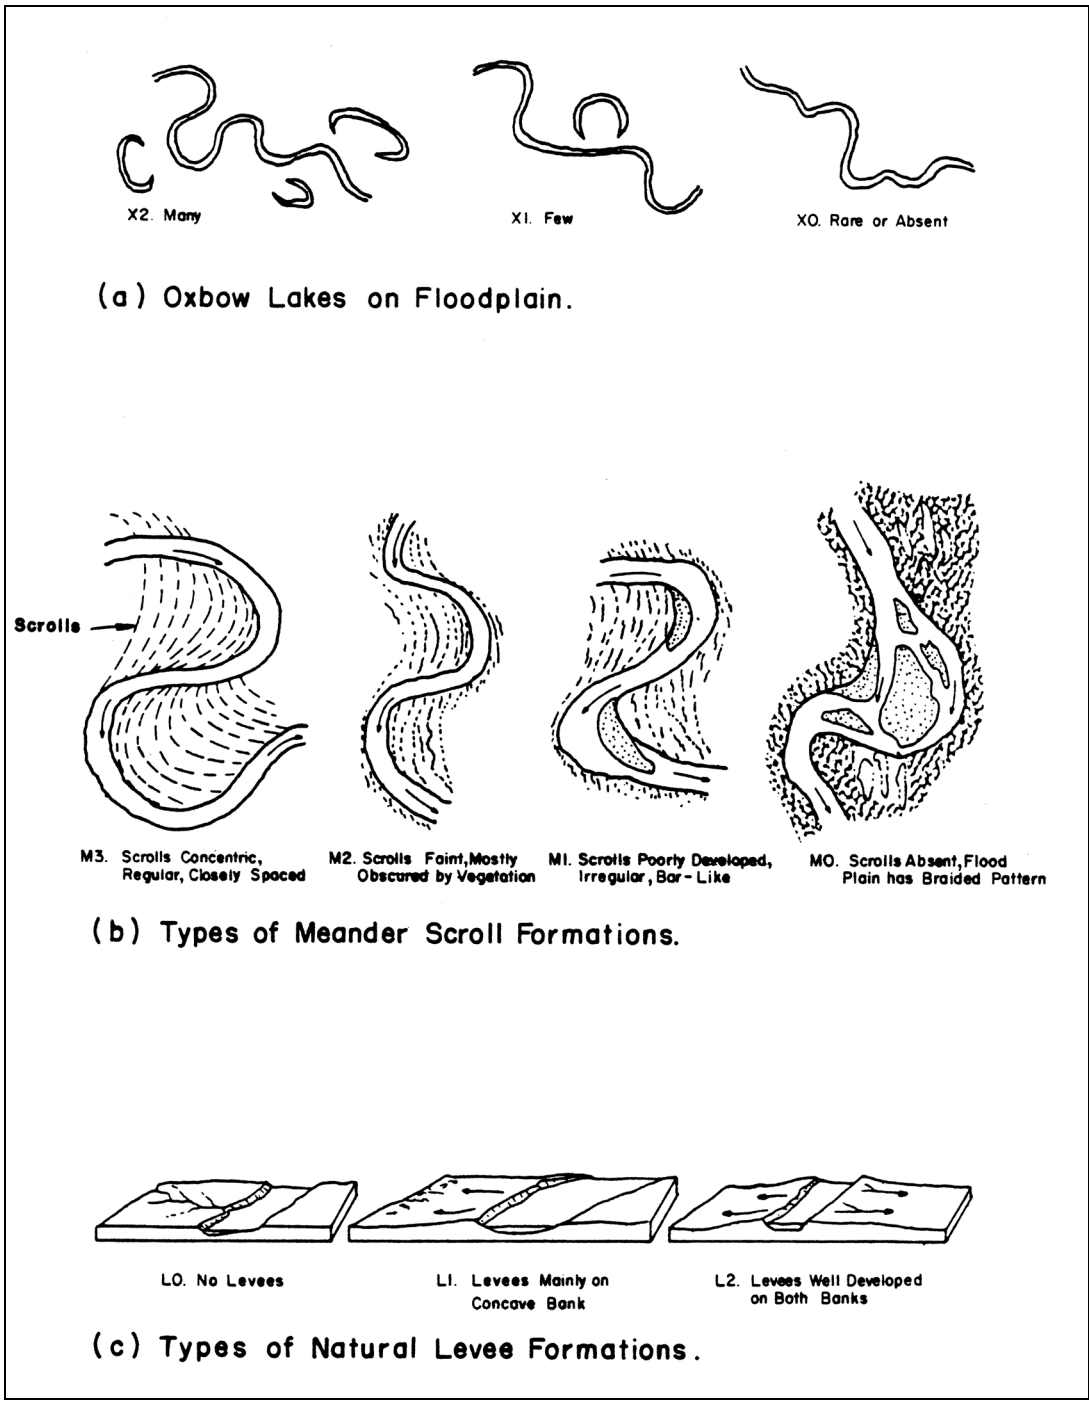 X2. Many
X1. Few
X0. Rare or Absent
(a) Oxbow Lakes on Floodplain.
Scrolls
M3. Scrolls Concentric,
Regular, Closely Spaced
M2. Scrolls Faint, Mostly
Obscured by Vegetation
M1. Scrolls Poorly Developed,
Irregular, Bar-Like
M0. Scrolls Absent, Flood
Plain has Braided Pattern
(b) Types of Meander Scroll Formations.
L0. No Levees
L1. Levees Mainly on
Concave Bank
L2. Levees Well Developed
on Both Banks
(c) Types of Natural Levee Formations.